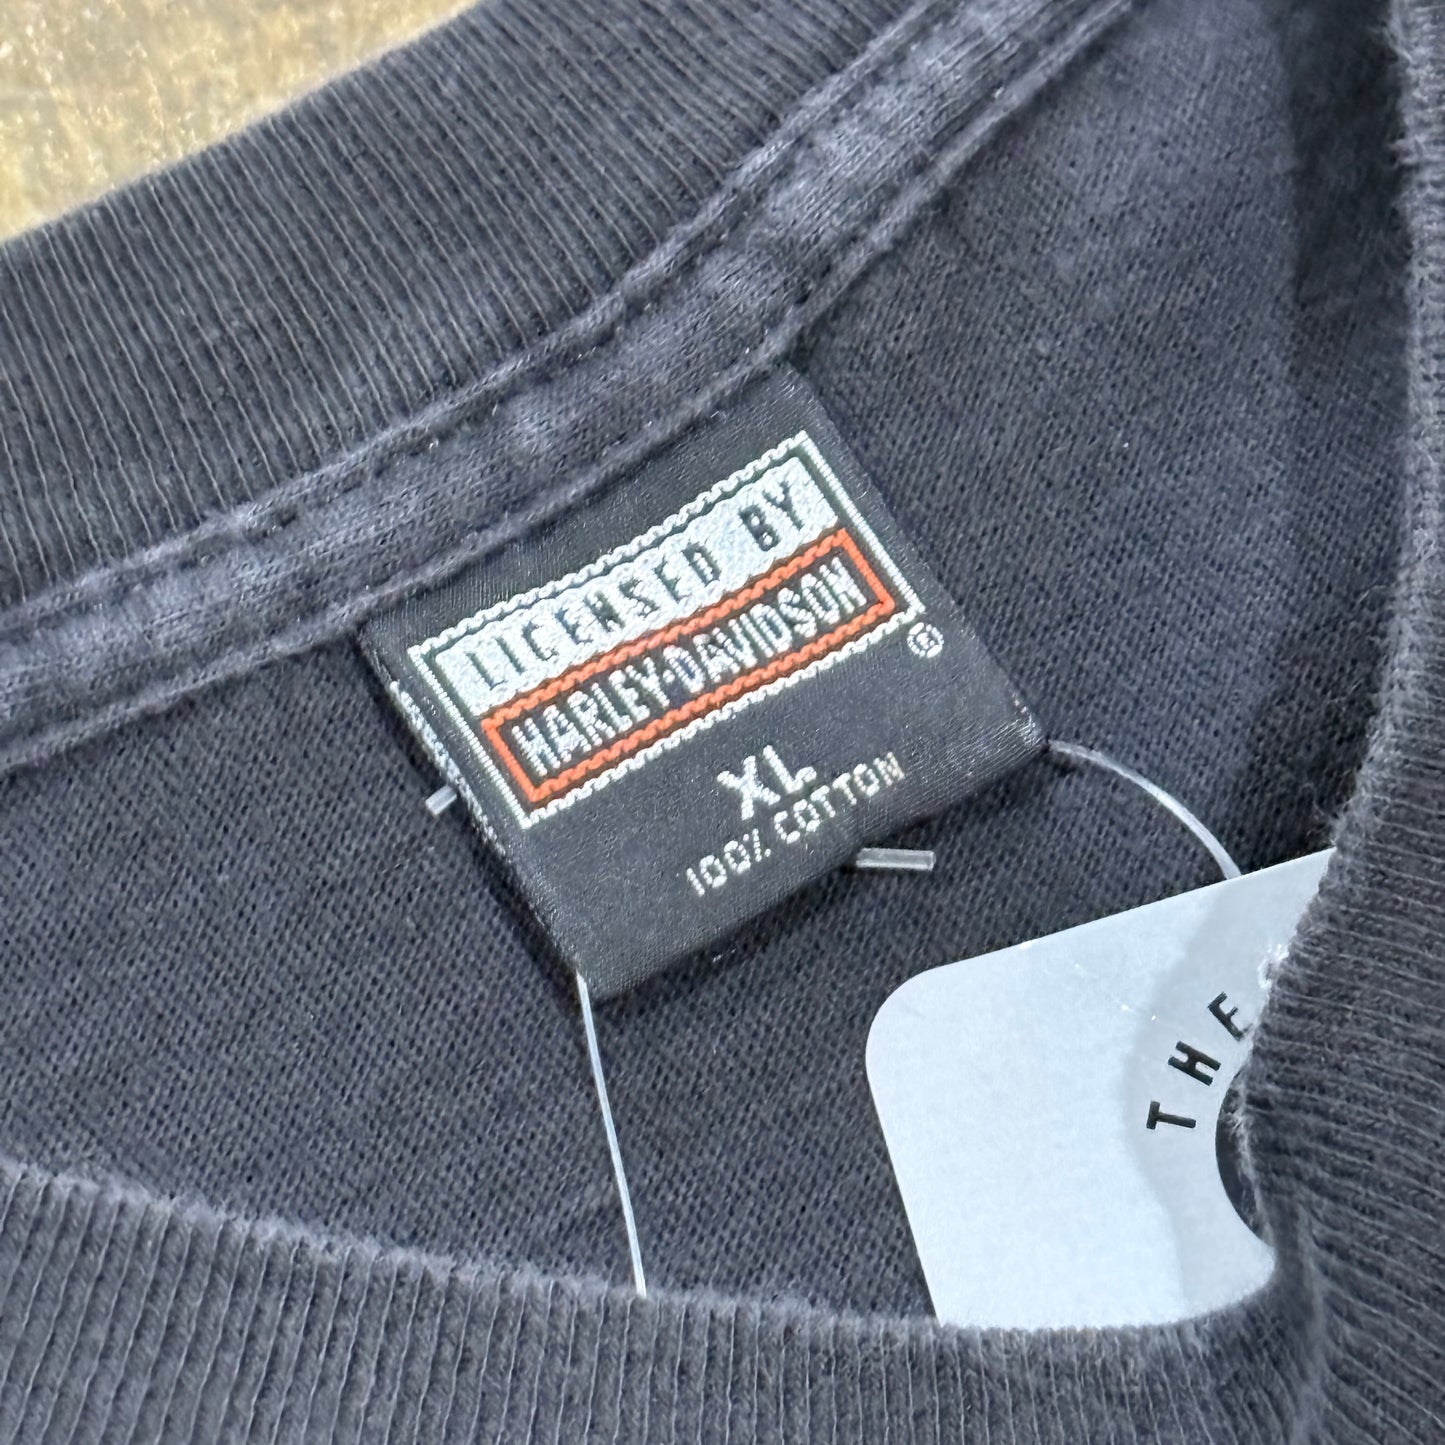 LICENSED BY
HARLEY-DAVIDSON
®
XL
100% COTTON
THE